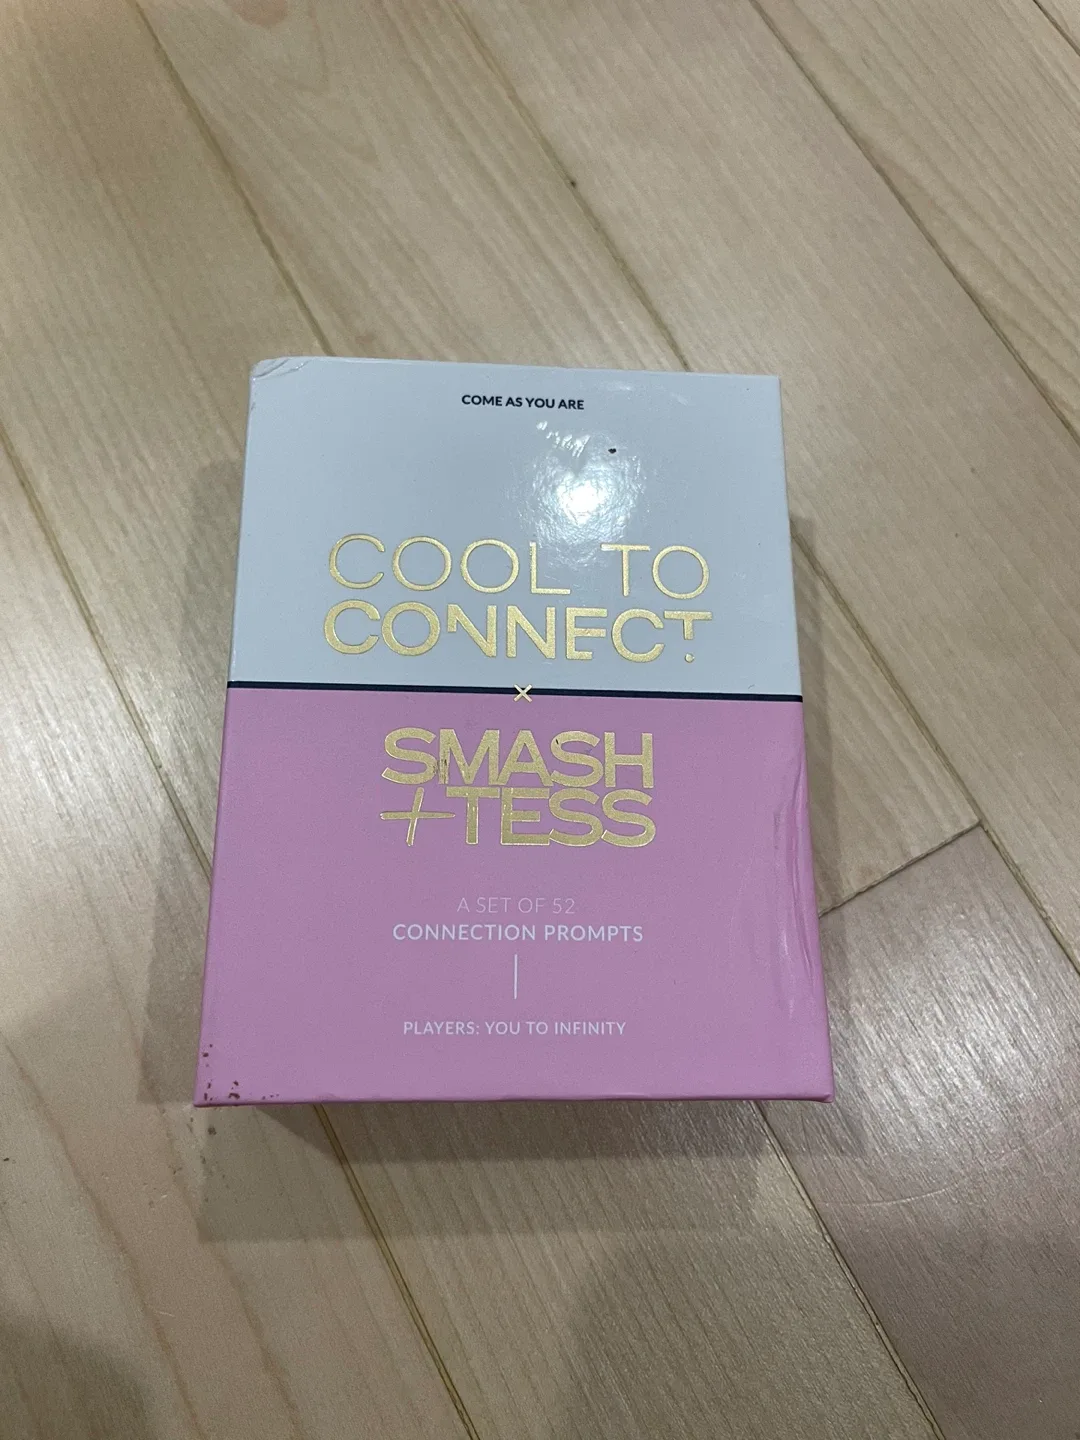 COME AS YOU ARE
COOL TO
CONNECT.
×
SMASH
+TESS
A SET OF 52
CONNECTION PROMPTS
PLAYERS: YOU TO INFINITY